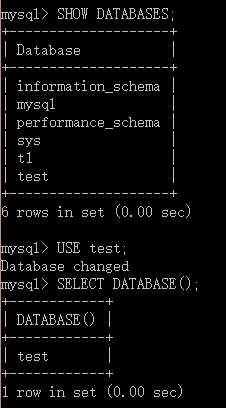 mysql> SHOW DATABASES;
+--------------------+
| Database           |
+--------------------+
| information_schema |
| mysql              |
| performance_schema |
| sys                |
| t1                 |
| test               |
+--------------------+
6 rows in set (0.00 sec)

mysql> USE test;
Database changed
mysql> SELECT DATABASE();
+------------+
| DATABASE() |
+------------+
| test       |
+------------+
1 row in set (0.00 sec)